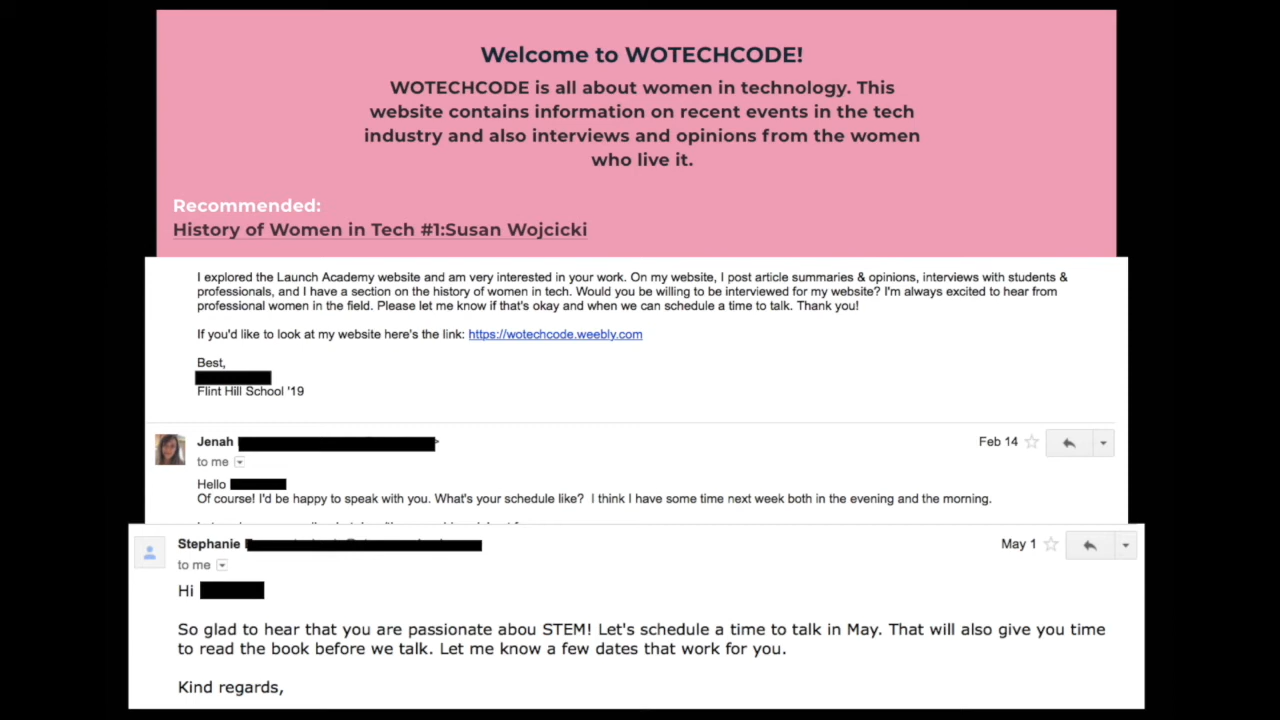 Welcome to WOTECHCODE!
WOTECHCODE is all about women in technology. This
website contains information on recent events in the tech
industry and also interviews and opinions from the women
who live it.
Recommended:
History of Women in Tech #1:Susan Wojcicki
I explored the Launch Academy website and am very interested in your work. On my website, I post article summaries & opinions, interviews with students &
professionals, and I have a section on the history of women in tech. Would you be willing to be interviewed for my website? I'm always excited to hear from
professional women in the field. Please let me know if that's okay and when we can schedule a time to talk. Thank you!
If you'd like to look at my website here's the link: https://wotechcode.weebly.com
Best,
Flint Hill School '19
Jenah
Feb 14
to me
Hello
Of course! I'd be happy to speak with you. What's your schedule like? I think I have some time next week both in the evening and the morning.
Stephanie
May 1
to me
Hi
So glad to hear that you are passionate abou STEM! Let's schedule a time to talk in May. That will also give you time
to read the book before we talk. Let me know a few dates that work for you.
Kind regards,